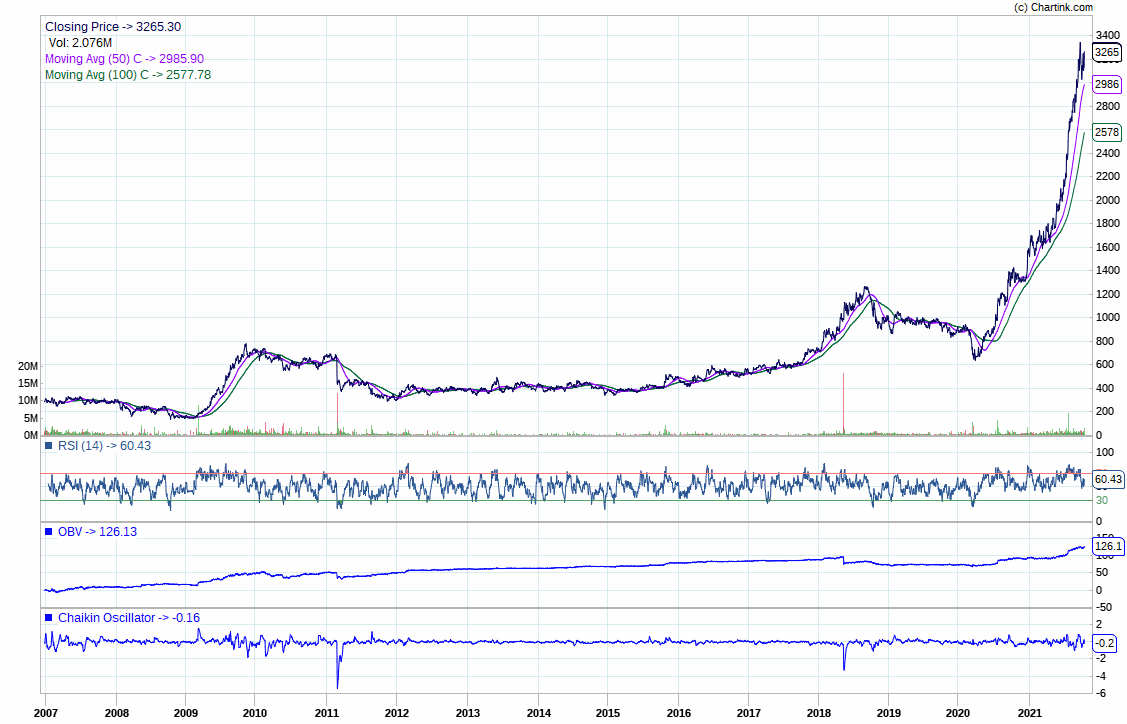 (c) Chartink.com
Closing Price -> 3265.30
Vol: 2.076M
Moving Avg (50) C -> 2985.90
Moving Avg (100) C -> 2577.78
3400
3265
2986
2800
2578
2400
2200
2000
1800
1600
1400
1200
1000
800
600
400
200
0
20M
15M
10M
5M
0M
RSI (14) -> 60.43
100
60.43
30
0
OBV -> 126.13
150
126.1
100
50
0
-50
Chaikin Oscillator -> -0.16
2
-0.2
-2
-4
-6
2007 2008 2009 2010 2011 2012 2013 2014 2015 2016 2017 2018 2019 2020 2021